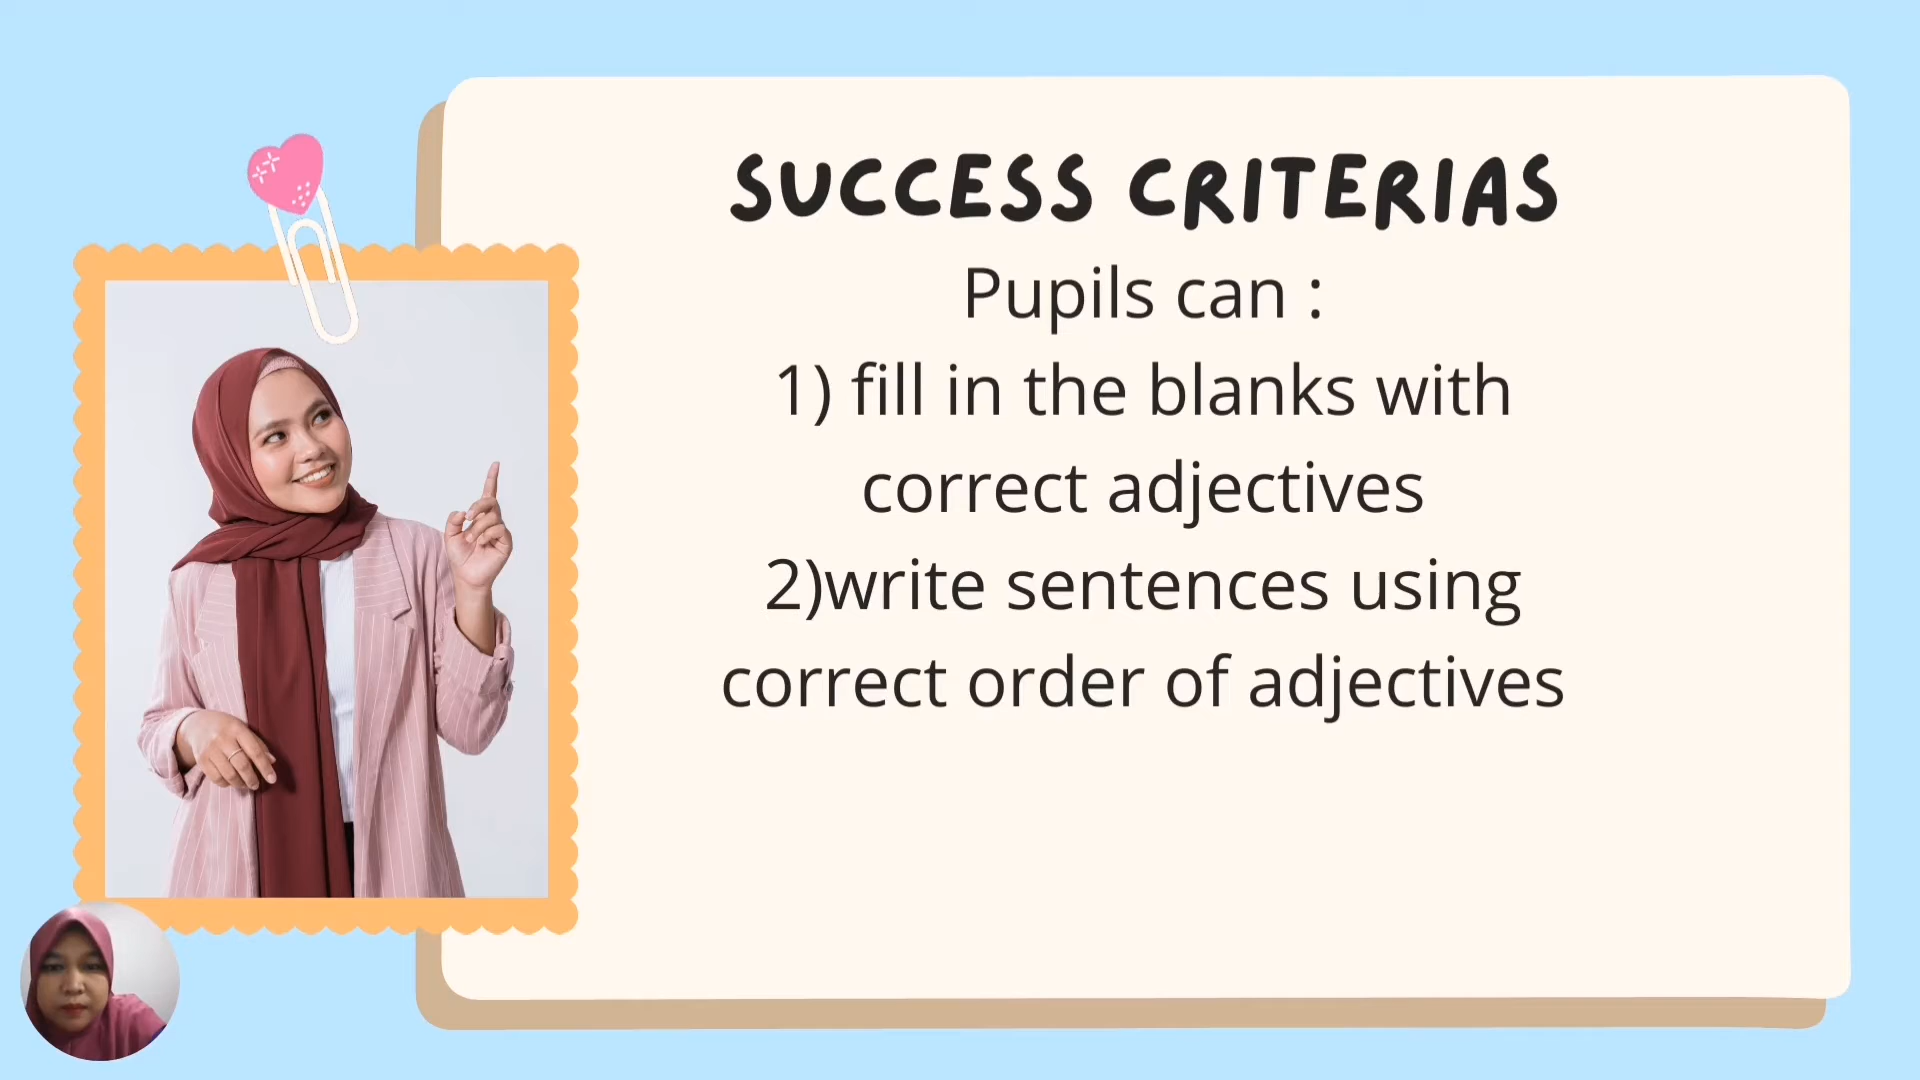 SUCCESS CRITERIAS
Pupils can :
1) fill in the blanks with
correct adjectives
2)write sentences using
correct order of adjectives